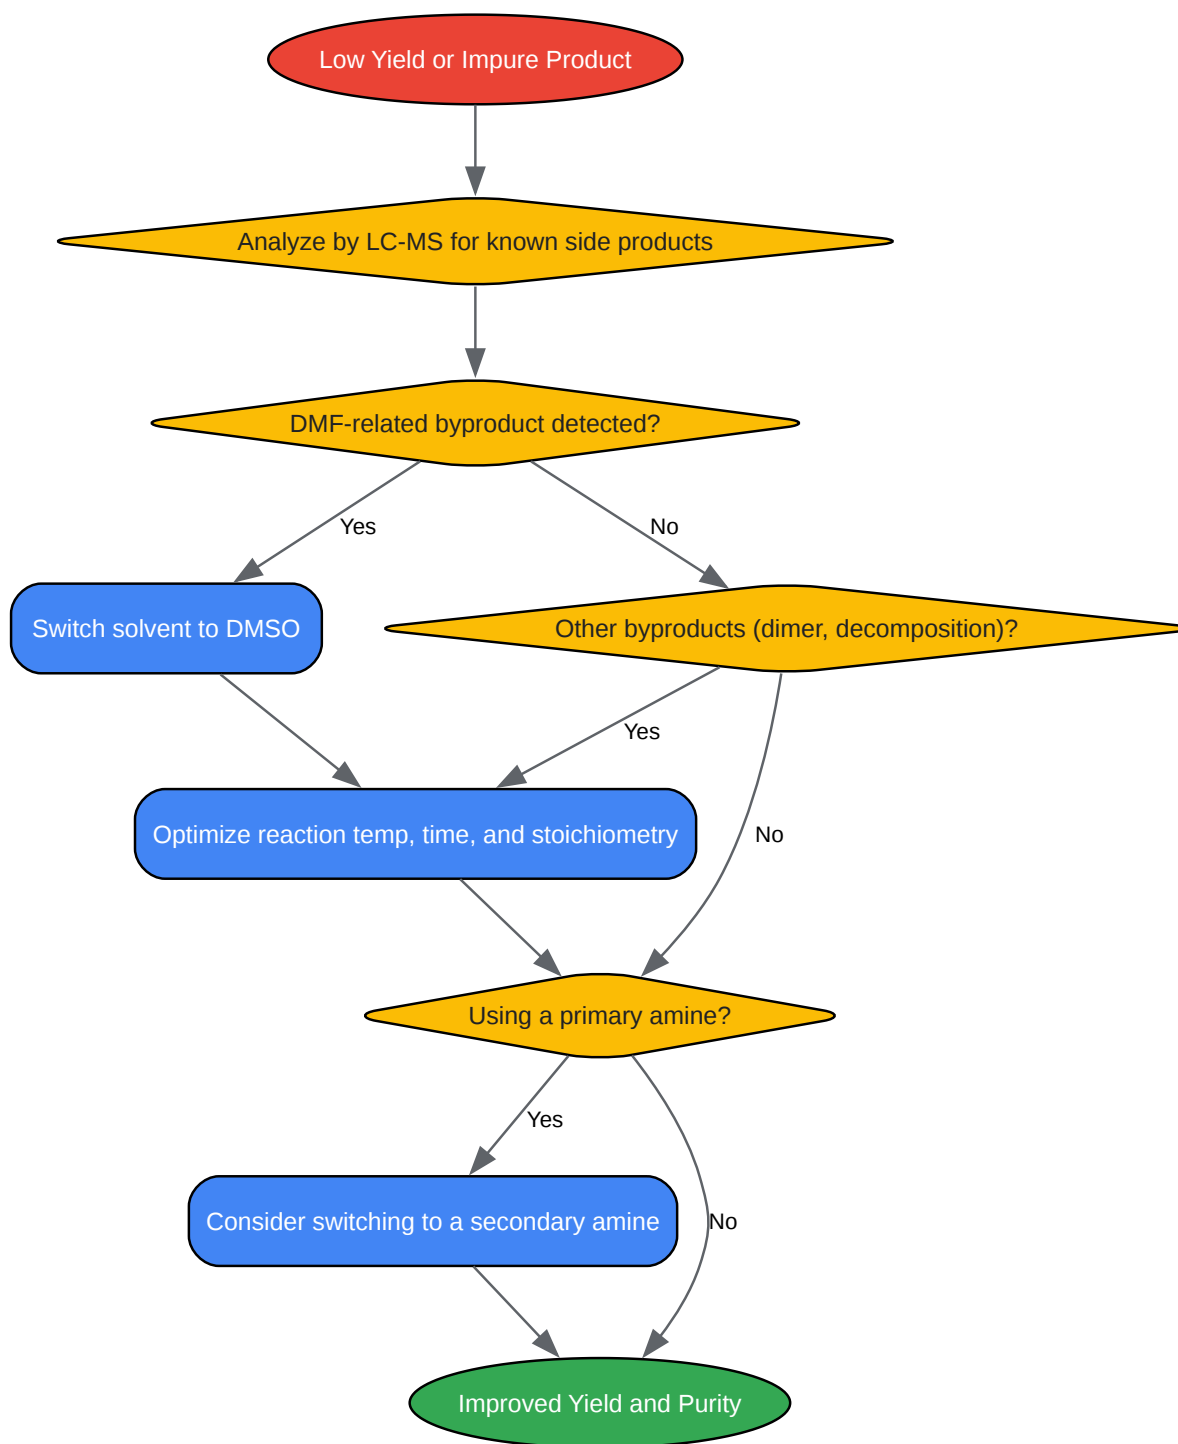 Low Yield or Impure Product
Analyze by LC-MS for known side products
DMF-related byproduct detected?
Yes
No
Switch solvent to DMSO
Other byproducts (dimer, decomposition)?
Yes
Optimize reaction temp, time, and stoichiometry
No
Using a primary amine?
Yes
Consider switching to a secondary amine
No
Improved Yield and Purity